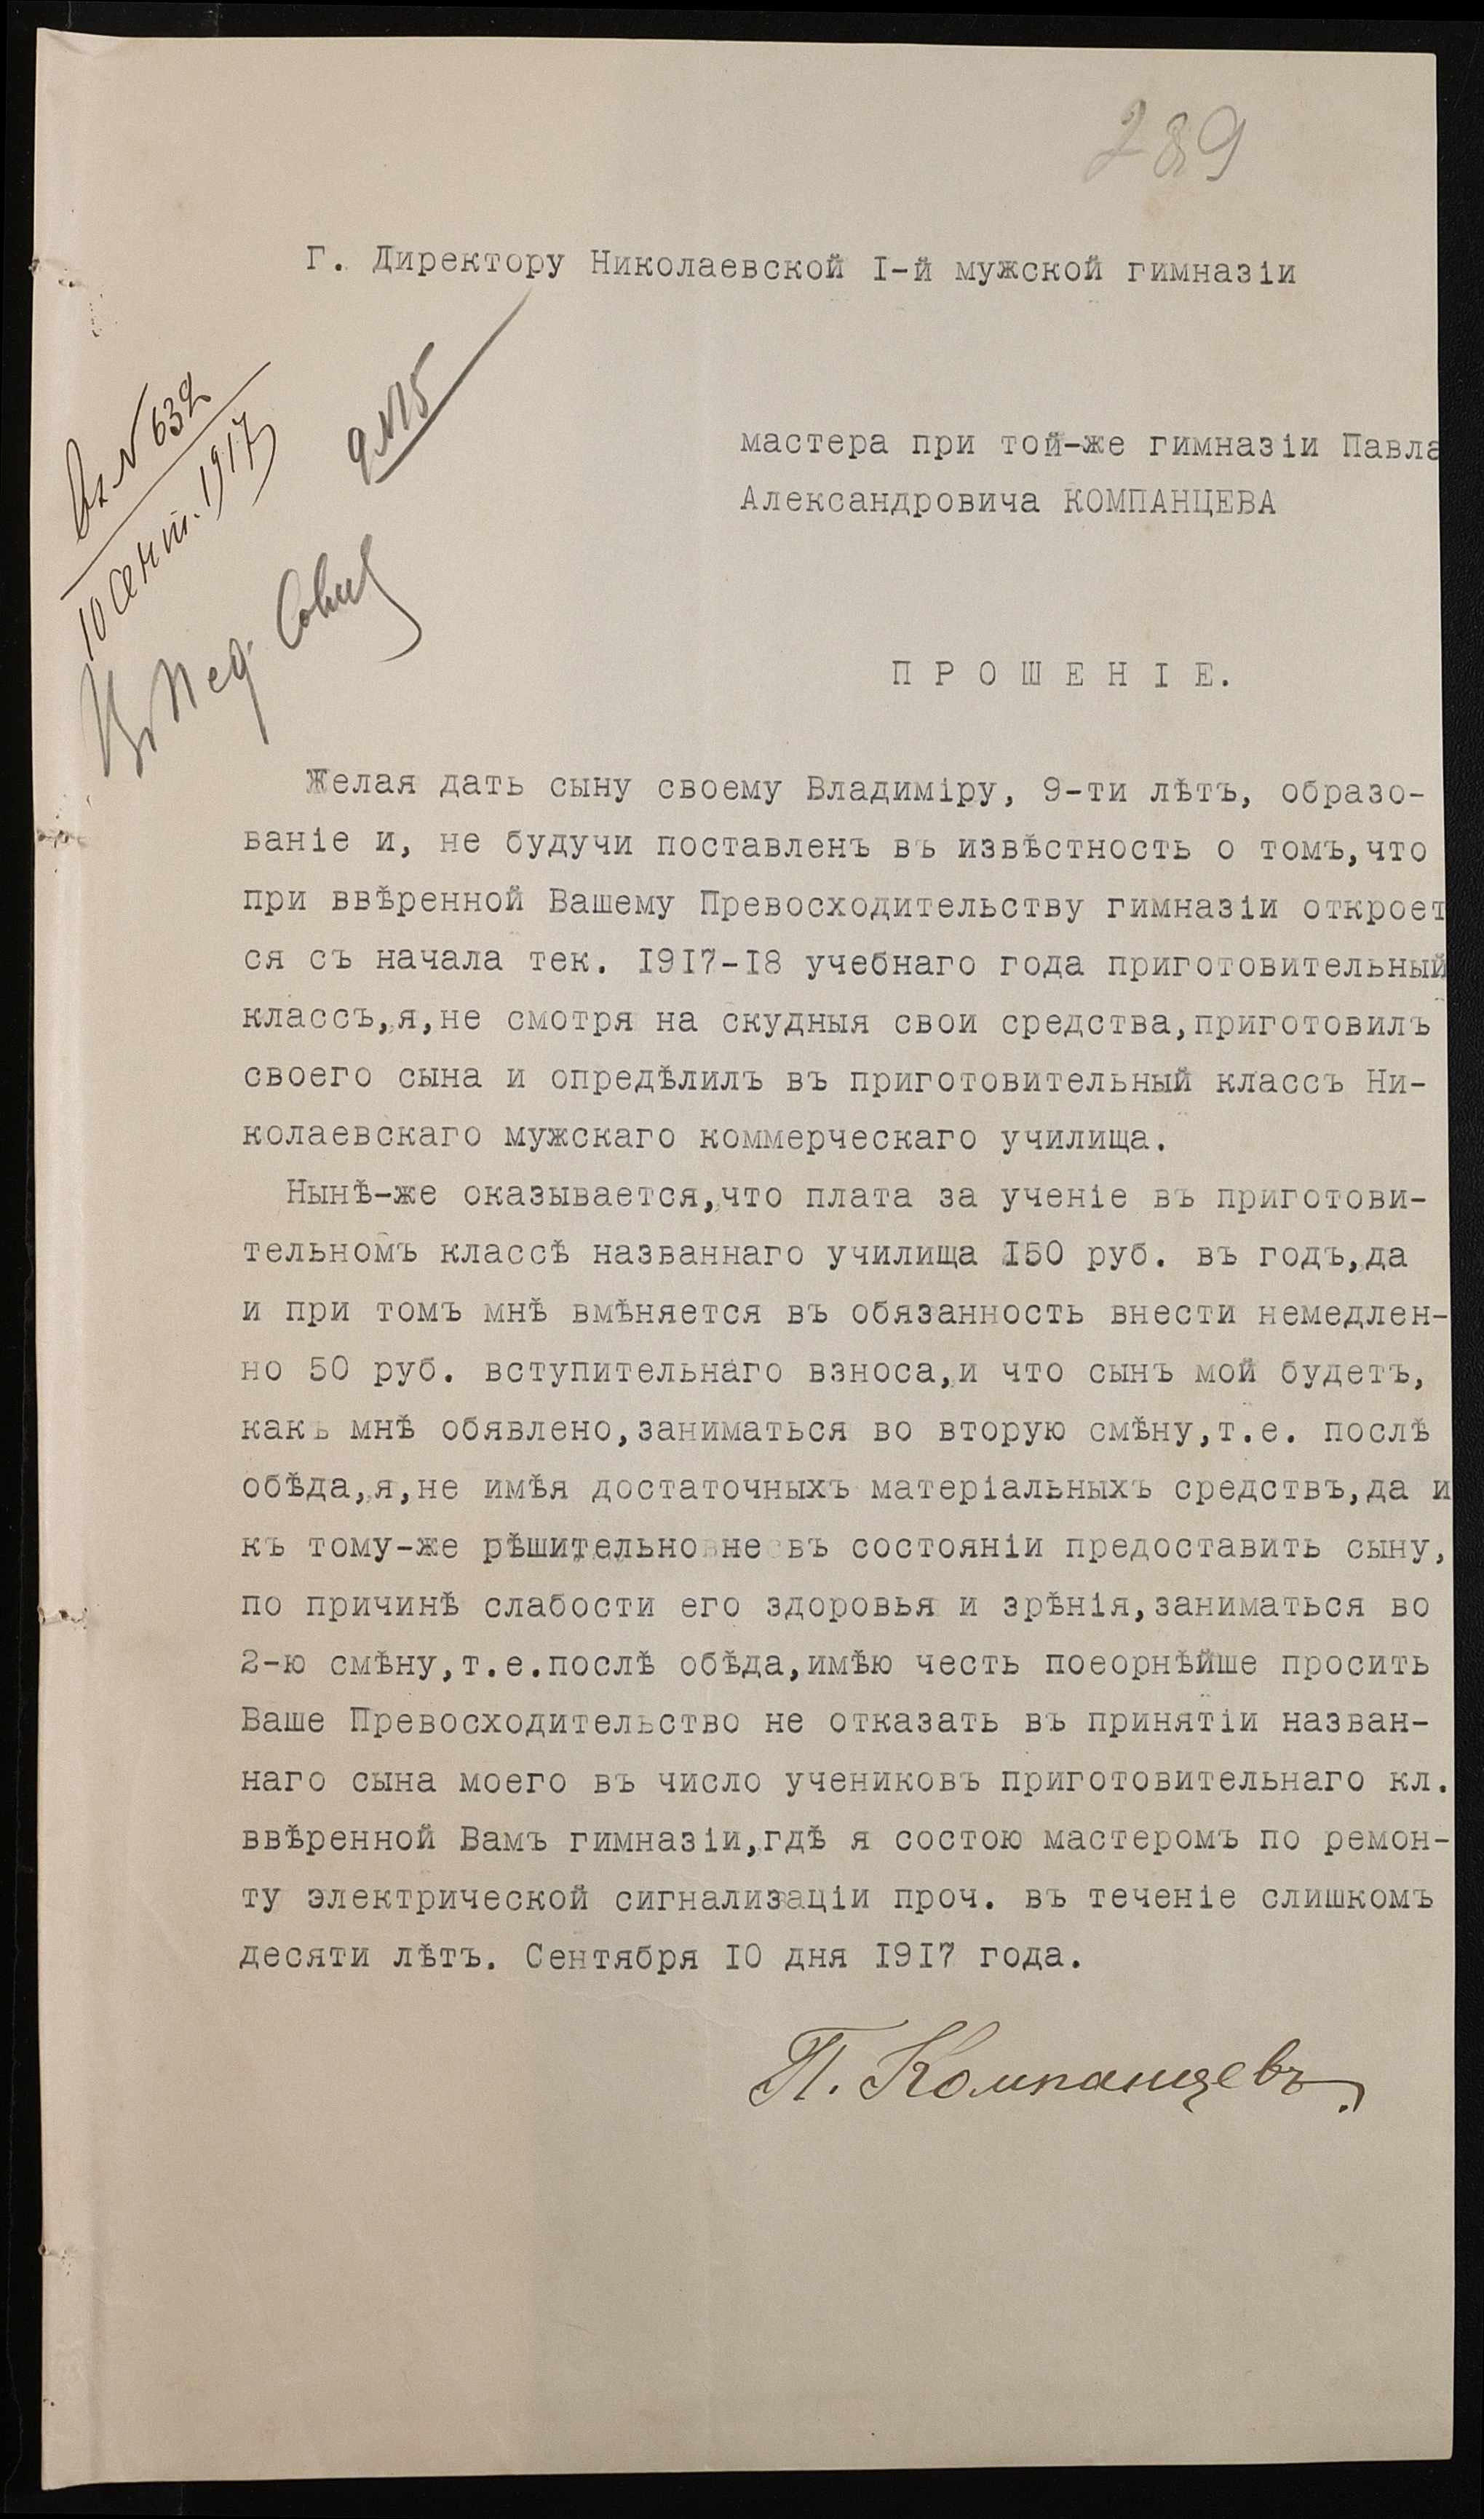 289
Г. Директору Николаевской I-й мужской гимназіи
Вх N 632
10 сент. 1917
д N 5
Въ Пед. Совѣт
мастера при той-же гимназіи Павла
Александровича КОМПАНЦЕВА
П Р О Ш Е Н I Е.
Желая дать сыну своему Владиміру, 9-ти лѣтъ, образо-
ваніе и, не будучи поставленъ въ извѣстность о томъ,что
при ввѣренной Вашему Превосходительству гимназіи откроет
ся съ начала тек. I9I7-I8 учебнаго года приготовительный
классъ,я,не смотря на скудныя свои средства,приготовилъ
своего сына и опредѣлилъ въ приготовительный классъ Ни-
колаевскаго мужскаго коммерческаго училища.
Нынѣ-же оказывается,что плата за ученіе въ приготови-
тельномъ классѣ названнаго училища I50 руб. въ годъ,да
и при томъ мнѣ вмѣняется въ обязанность внести немедлен-
но 50 руб. вступительнаго взноса,и что сынъ мой будетъ,
какъ мнѣ обявлено,заниматься во вторую смѣну,т.е. послѣ
обѣда,я,не имѣя достаточныхъ матеріальныхъ средствъ,да и
къ тому-же рѣшительно не въ состояніи предоставить сыну,
по причинѣ слабости его здоровья и зрѣнія,заниматься во
2-ю смѣну,т.е.послѣ обѣда,имѣю честь поеорнѣйше просить
Ваше Превосходительство не отказать въ принятіи назван-
наго сына моего въ число учениковъ приготовительнаго кл.
ввѣренной Вамъ гимназіи,гдѣ я состою мастеромъ по ремон-
ту электрической сигнализаціи проч. въ теченіе слишкомъ
десяти лѣтъ. Сентября I0 дня I9I7 года.
П. Компанцевъ.